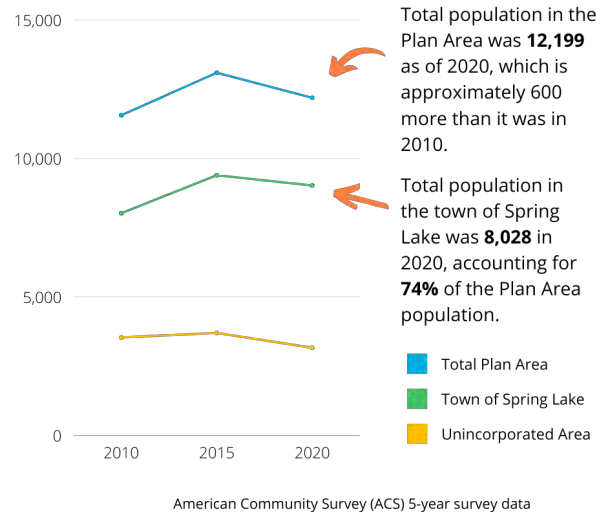 15,000
10,000
5,000
0
2010 2015 2020
Total population in the
Plan Area was 12,199
as of 2020, which is
approximately 600
more than it was in
2010.
Total population in
the town of Spring
Lake was 8,028 in
2020, accounting for
74% of the Plan Area
population.
Total Plan Area
Town of Spring Lake
Unincorporated Area
American Community Survey (ACS) 5-year survey data